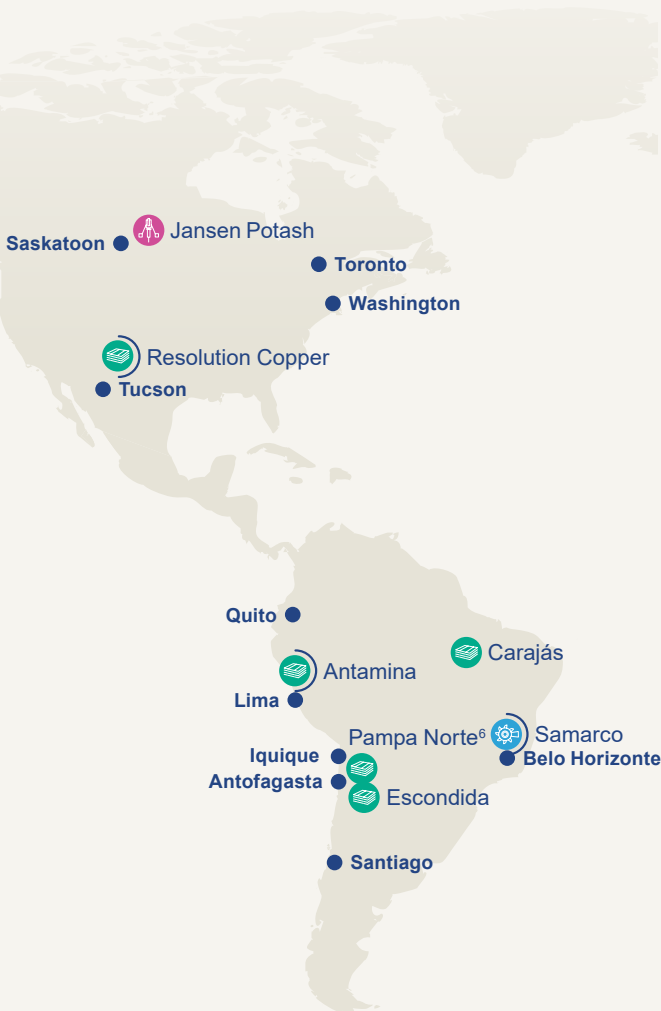 Jansen Potash
Saskatoon
Toronto
Washington
Resolution Copper
Tucson
Quito
Carajás
Antamina
Lima
Samarco
Pampa Norte⁶
Iquique
Belo Horizonte
Antofagasta
Escondida
Santiago